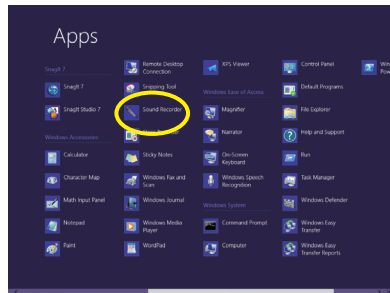 Apps
Snagit 7
Snagit 7
Snagit Studio 7
Windows Accessories
Calculator
Character Map
Math Input Panel
Notepad
Paint
Remote Desktop
Connection
Snipping Tool
Sound Recorder
Sticky Notes
Windows Fax and
Scan
Windows Journal
Windows Media
Player
WordPad
XPS Viewer
Windows Ease of Access
Magnifier
Narrator
On-Screen
Keyboard
Windows Speech
Recognition
Windows System
Command Prompt
Computer
Control Panel
Default Programs
File Explorer
Help and Support
Run
Task Manager
Windows Defender
Windows Easy
Transfer
Windows Easy
Transfer Reports